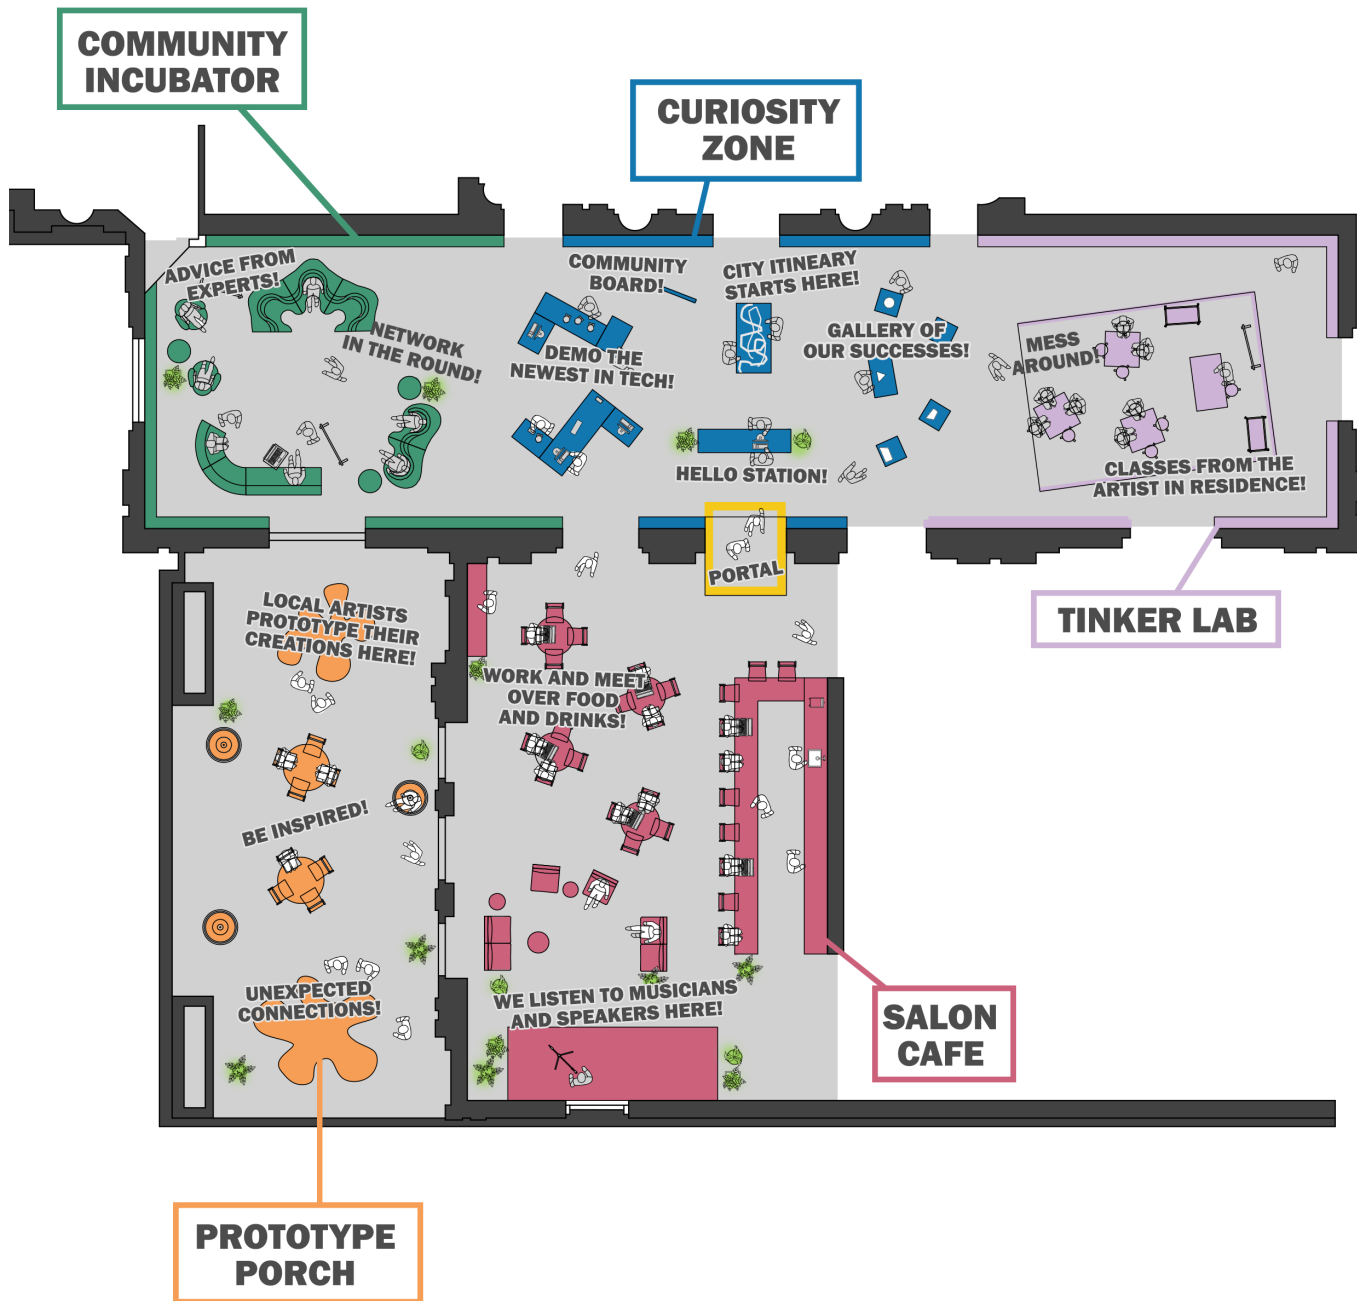 COMMUNITY
INCUBATOR
CURIOSITY
ZONE
ADVICE FROM
EXPERTS!
NETWORK
IN THE ROUND!
COMMUNITY
BOARD!
CITY ITINEARY
STARTS HERE!
DEMO THE
NEWEST IN TECH!
GALLERY OF
OUR SUCCESSES!
MESS
AROUND!
HELLO STATION!
CLASSES FROM THE
ARTIST IN RESIDENCE!
PORTAL
TINKER LAB
LOCAL ARTISTS
PROTOTYPE THEIR
CREATIONS HERE!
WORK AND MEET
OVER FOOD
AND DRINKS!
BE INSPIRED!
UNEXPECTED
CONNECTIONS!
WE LISTEN TO MUSICIANS
AND SPEAKERS HERE!
SALON
CAFE
PROTOTYPE
PORCH